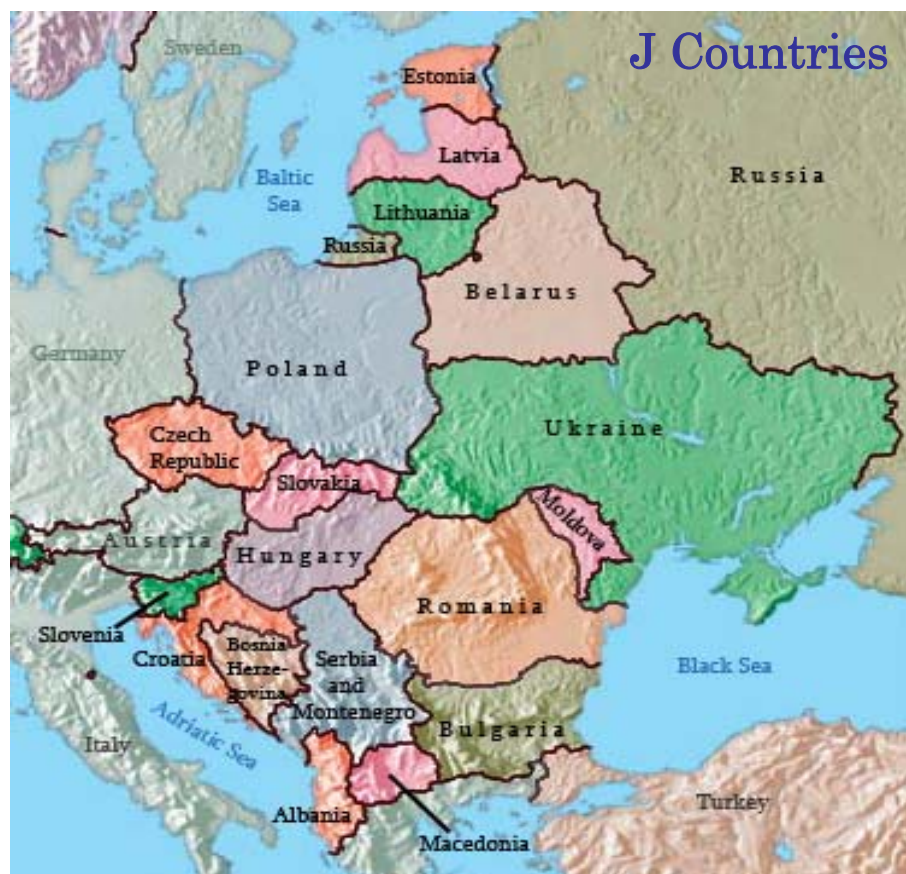 J Countries
Sweden
Estonia
Latvia
Russia
Baltic
Sea
Lithuania
Russia
Belarus
Germany
Poland
Ukraine
Czech
Republic
Slovakia
Moldova
Austria
Hungary
Romania
Slovenia
Croatia
Bosnia
Herze-
govina
Serbia
and
Montenegro
Black Sea
Adriatic Sea
Italy
Bulgaria
Turkey
Albania
Macedonia